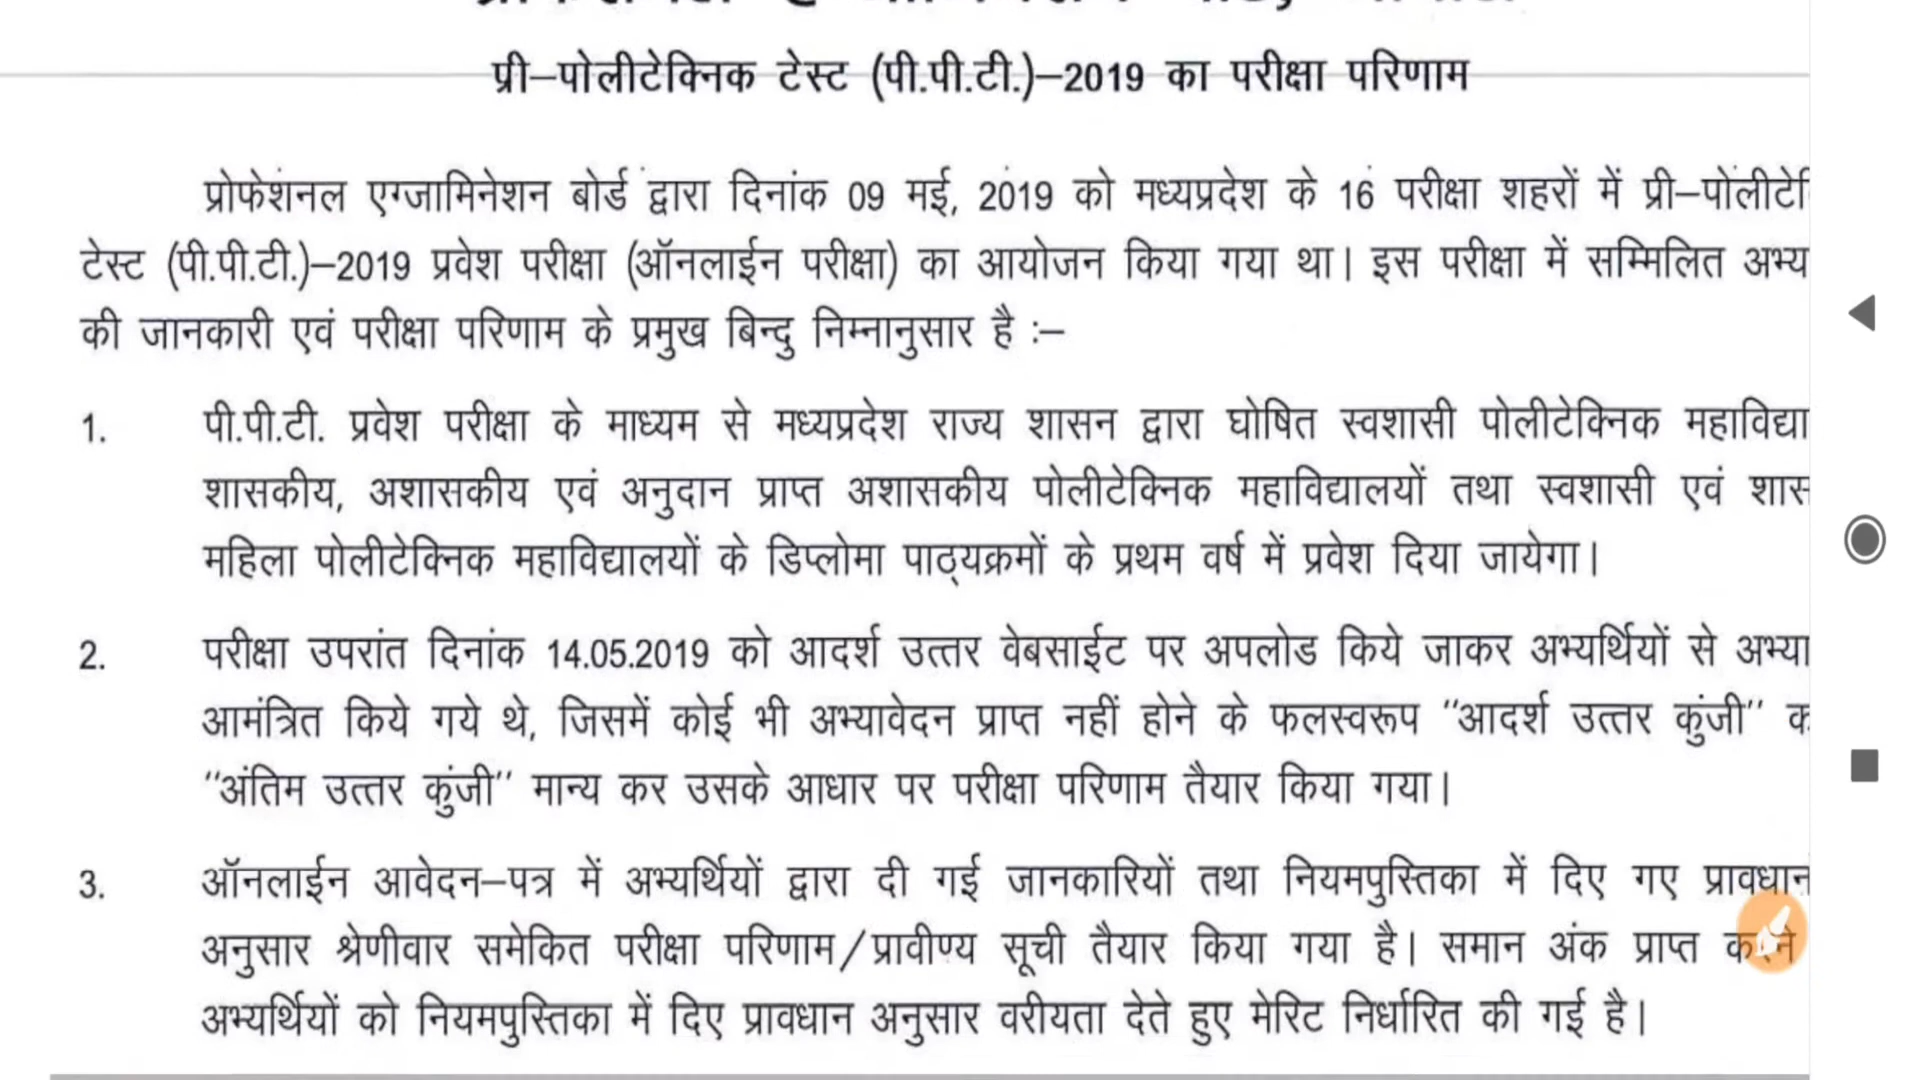 प्री–पोलीटेक्निक टेस्ट (पी.पी.टी.)–2019 का परीक्षा परिणाम
प्रोफेशनल एग्जामिनेशन बोर्ड द्वारा दिनांक 09 मई, 2019 को मध्यप्रदेश के 16 परीक्षा शहरों में
टेस्ट (पी.पी.टी.)–2019 प्रवेश परीक्षा (ऑनलाईन परीक्षा) का आयोजन किया गया था। इस परीक्षा में सम्मिलित
की जानकारी एवं परीक्षा परिणाम के प्रमुख बिन्दु निम्नानुसार है :–
1. पी.पी.टी. प्रवेश परीक्षा के माध्यम से मध्यप्रदेश राज्य शासन द्वारा घोषित स्वशासी पोलीटेक्निक महाविद्या
शासकीय, अशासकीय एवं अनुदान प्राप्त अशासकीय पोलीटेक्निक महाविद्यालयों तथा स्वशासी एवं
महिला पोलीटेक्निक महाविद्यालयों के डिप्लोमा पाठ्यक्रमों के प्रथम वर्ष में प्रवेश दिया जायेगा।
2. परीक्षा उपरांत दिनांक 14.05.2019 को आदर्श उत्तर वेबसाईट पर अपलोड किये जाकर अभ्यर्थियों से अभ्या
आमंत्रित किये गये थे, जिसमें कोई भी अभ्यावेदन प्राप्त नहीं होने के फलस्वरूप "आदर्श उत्तर कुंजी"
"अंतिम उत्तर कुंजी" मान्य कर उसके आधार पर परीक्षा परिणाम तैयार किया गया।
3. ऑनलाईन आवेदन–पत्र में अभ्यर्थियों द्वारा दी गई जानकारियों तथा नियमपुस्तिका में दिए गए प्रावधान
अनुसार श्रेणीवार समेकित परीक्षा परिणाम/प्रावीण्य सूची तैयार किया गया है। समान अंक प्राप्त करने
अभ्यर्थियों को नियमपुस्तिका में दिए प्रावधान अनुसार वरीयता देते हुए मेरिट निर्धारित की गई है।